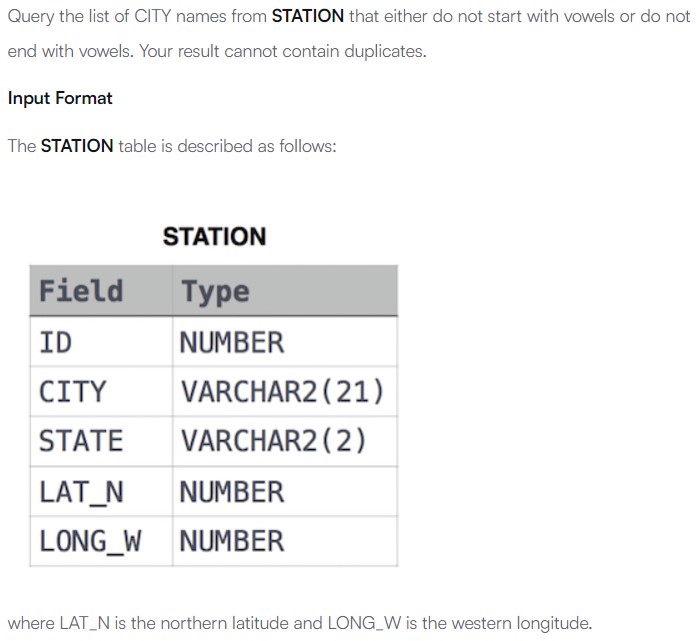 Query the list of CITY names from STATION that either do not start with vowels or do not
end with vowels. Your result cannot contain duplicates.
Input Format
The STATION table is described as follows:
STATION
Field Type
ID NUMBER
CITY VARCHAR2(21)
STATE VARCHAR2(2)
LAT_N NUMBER
LONG_W NUMBER
where LAT_N is the northern latitude and LONG_W is the western longitude.